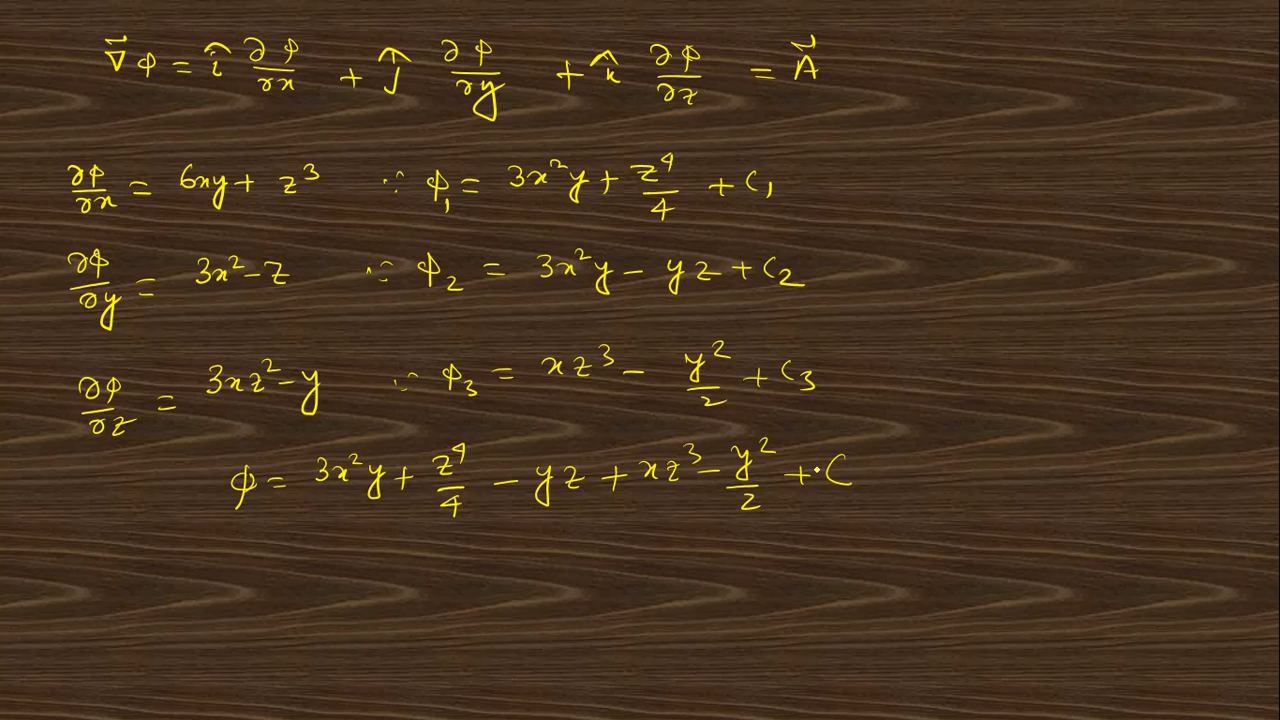 ∇⃗ φ = î ∂φ/∂x + ĵ ∂φ/∂y + k̂ ∂φ/∂z = A⃗
∂φ/∂x = 6xy + z³ ∵ φ₁ = 3x²y + z⁴/4 + C₁
∂φ/∂y = 3x² - z ∵ φ₂ = 3x²y - yz + C₂
∂φ/∂z = 3xz² - y ∵ φ₃ = xz³ - y²/2 + C₃
φ = 3x²y + z⁴/4 - yz + xz³ - y²/2 + C